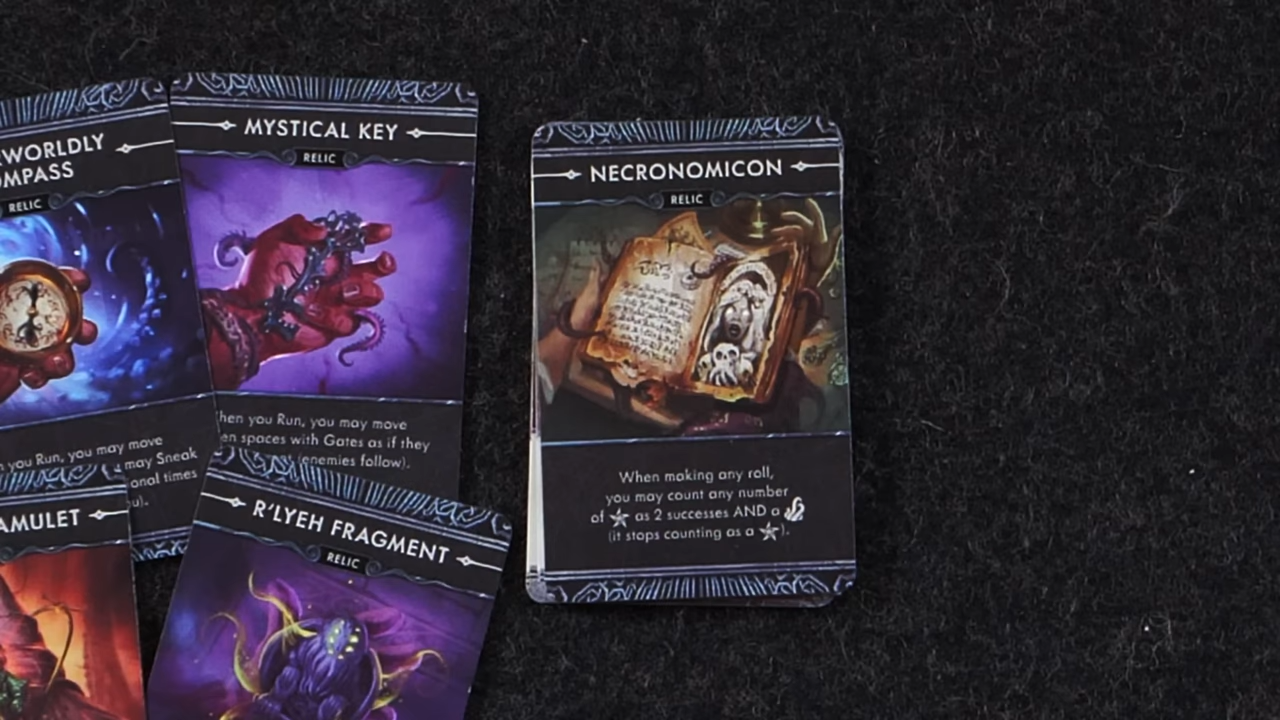 WORLDLY
MPASS
RELIC
you Run, you may move
may Sneak
onal times
MYSTICAL KEY
RELIC
hen you Run, you may move
en spaces with Gates as if they
(enemies follow).
AMULET
R'LYEH FRAGMENT
RELIC
NECRONOMICON
RELIC
When making any roll,
you may count any number
of as 2 successes AND a
(it stops counting as a ).